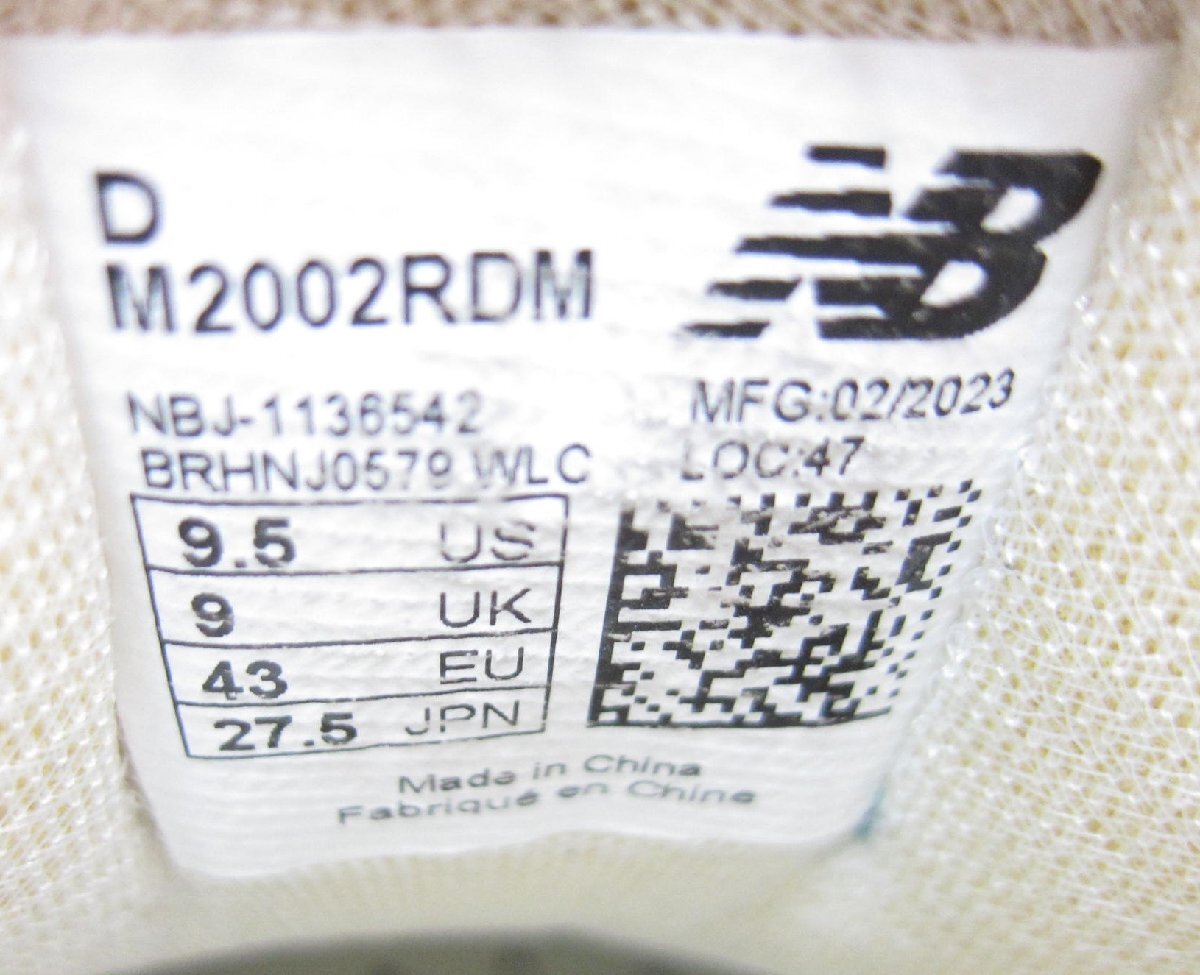 D
M2002RDM
NB
NBJ-1136542
MFG:02/2023
BRHNJ0579 WLC
LOC:47
9.5 US
9 UK
43 EU
27.5 JPN
Made in China
Fabriqué en Chine